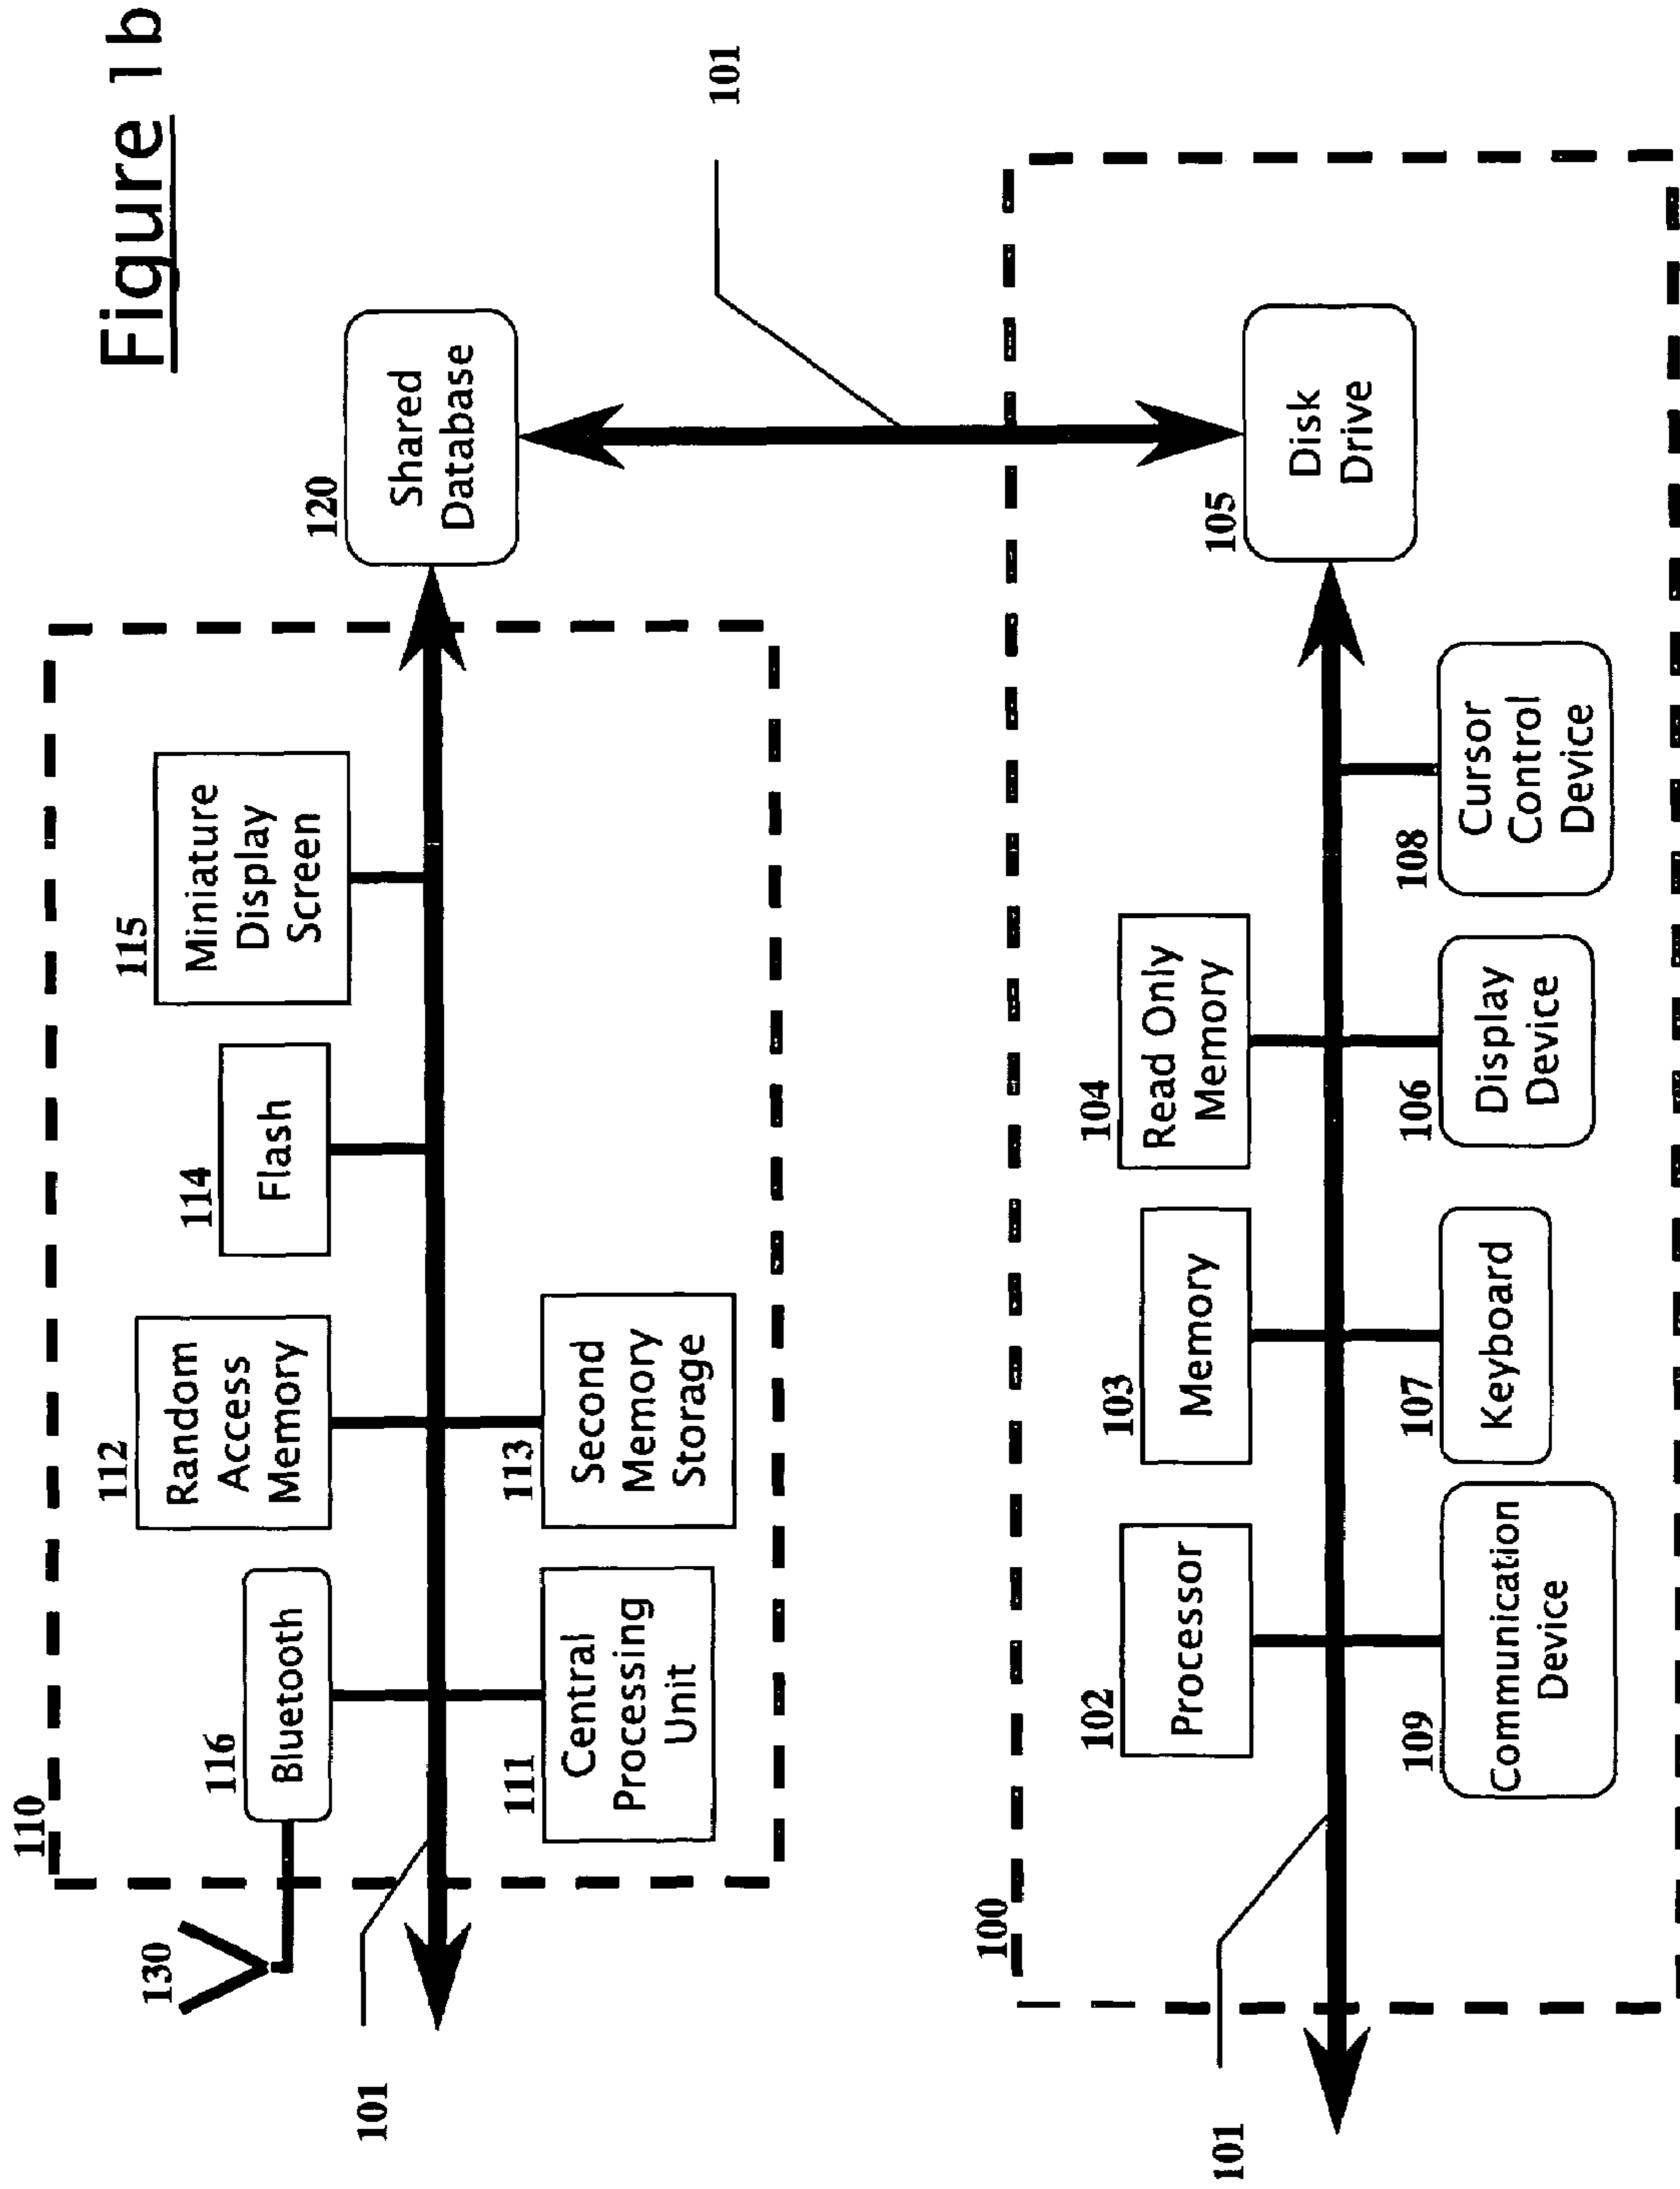 Figure 1b
110
130
116
Bluetooth
112
Random
Access
Memory
114
Flash
115
Miniature
Display
Screen
120
Shared
Database
101
101
111
Central
Processing
Unit
113
Second
Memory
Storage
100
102
Processor
103
Memory
104
Read Only
Memory
105
Disk
Drive
101
109
Communication
Device
107
Keyboard
106
Display
Device
108
Cursor
Control
Device